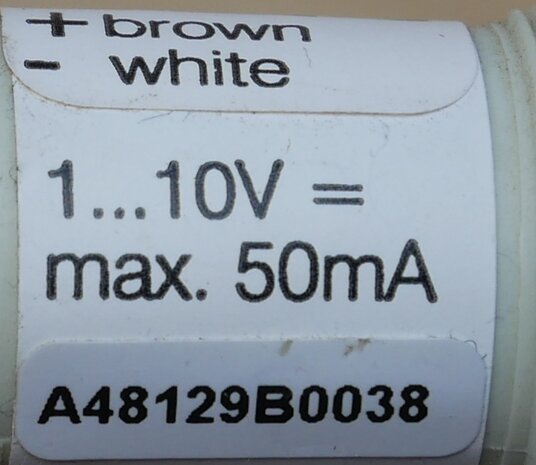 + brown
- white
1...10V =
max. 50mA
A48129B0038